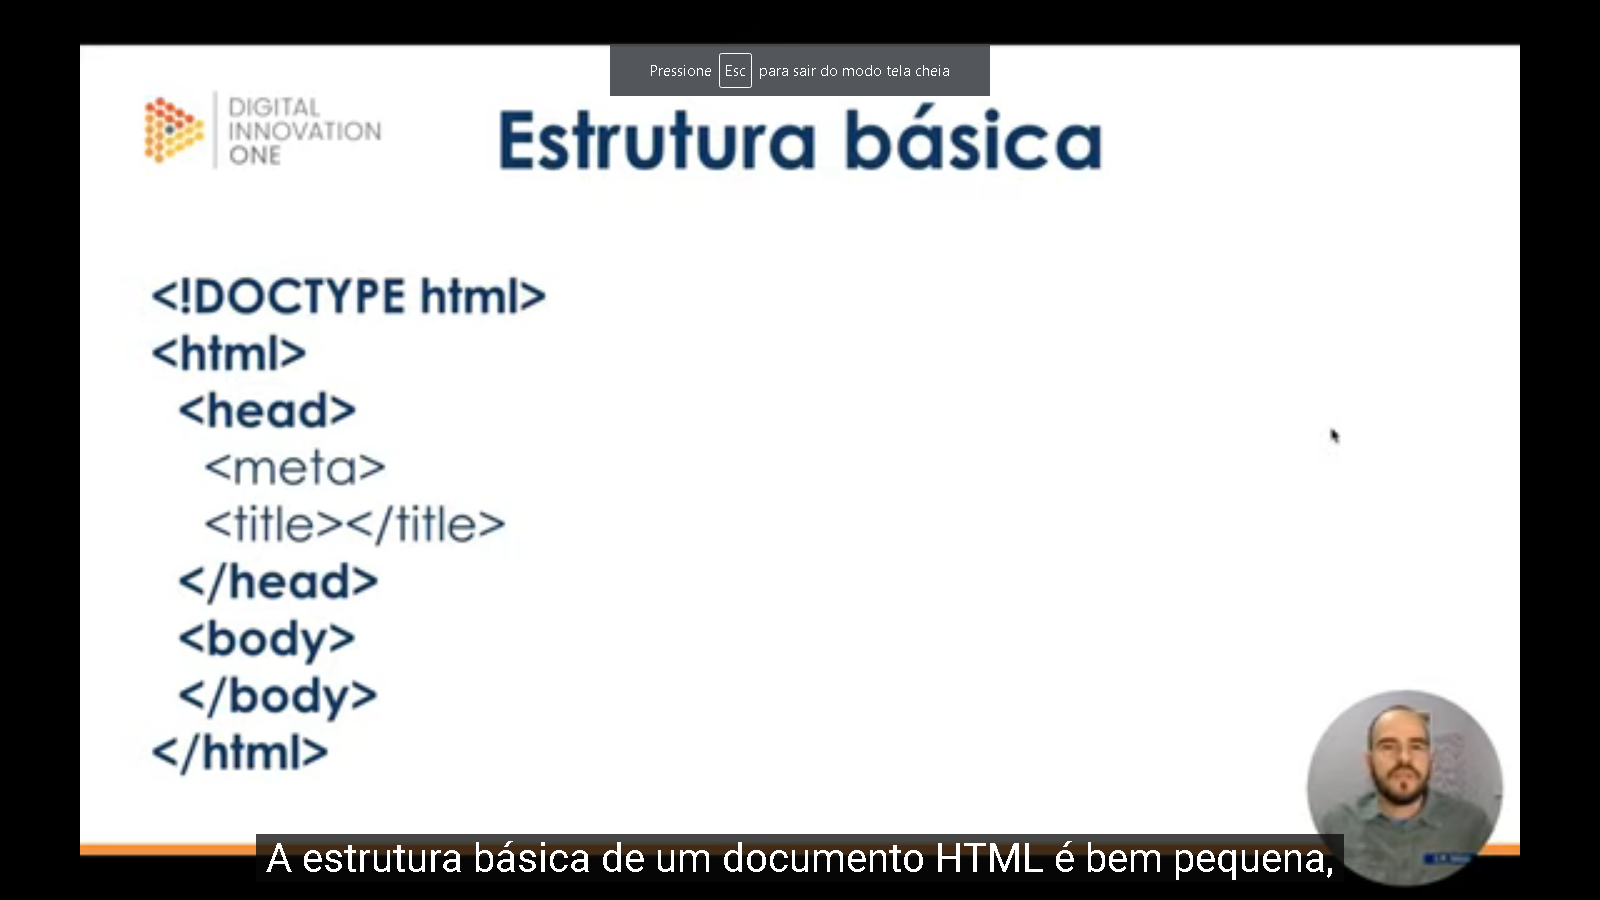 Pressione Esc para sair do modo tela cheia
DIGITAL
INNOVATION
ONE
Estrutura básica
<!DOCTYPE html>
<html>
<head>
<meta>
<title></title>
</head>
<body>
</body>
</html>
A estrutura básica de um documento HTML é bem pequena,